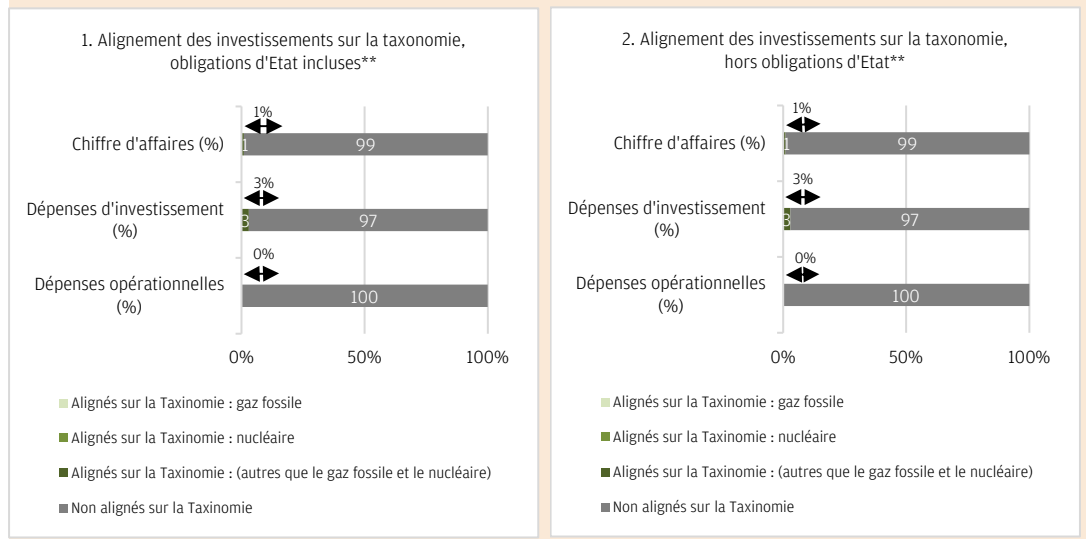 1. Alignement des investissements sur la taxonomie,
obligations d'Etat incluses**
1%
Chiffre d'affaires (%)
1
99
3%
Dépenses d'investissement
(%)
3
97
0%
Dépenses opérationnelles
(%)
100
0%
50%
100%
Alignés sur la Taxinomie : gaz fossile
Alignés sur la Taxinomie : nucléaire
Alignés sur la Taxinomie : (autres que le gaz fossile et le nucléaire)
Non alignés sur la Taxinomie
2. Alignement des investissements sur la taxonomie,
hors obligations d'Etat**
1%
Chiffre d'affaires (%)
1
99
3%
Dépenses d'investissement
(%)
3
97
0%
Dépenses opérationnelles
(%)
100
0%
50%
100%
Alignés sur la Taxinomie : gaz fossile
Alignés sur la Taxinomie : nucléaire
Alignés sur la Taxinomie : (autres que le gaz fossile et le nucléaire)
Non alignés sur la Taxinomie